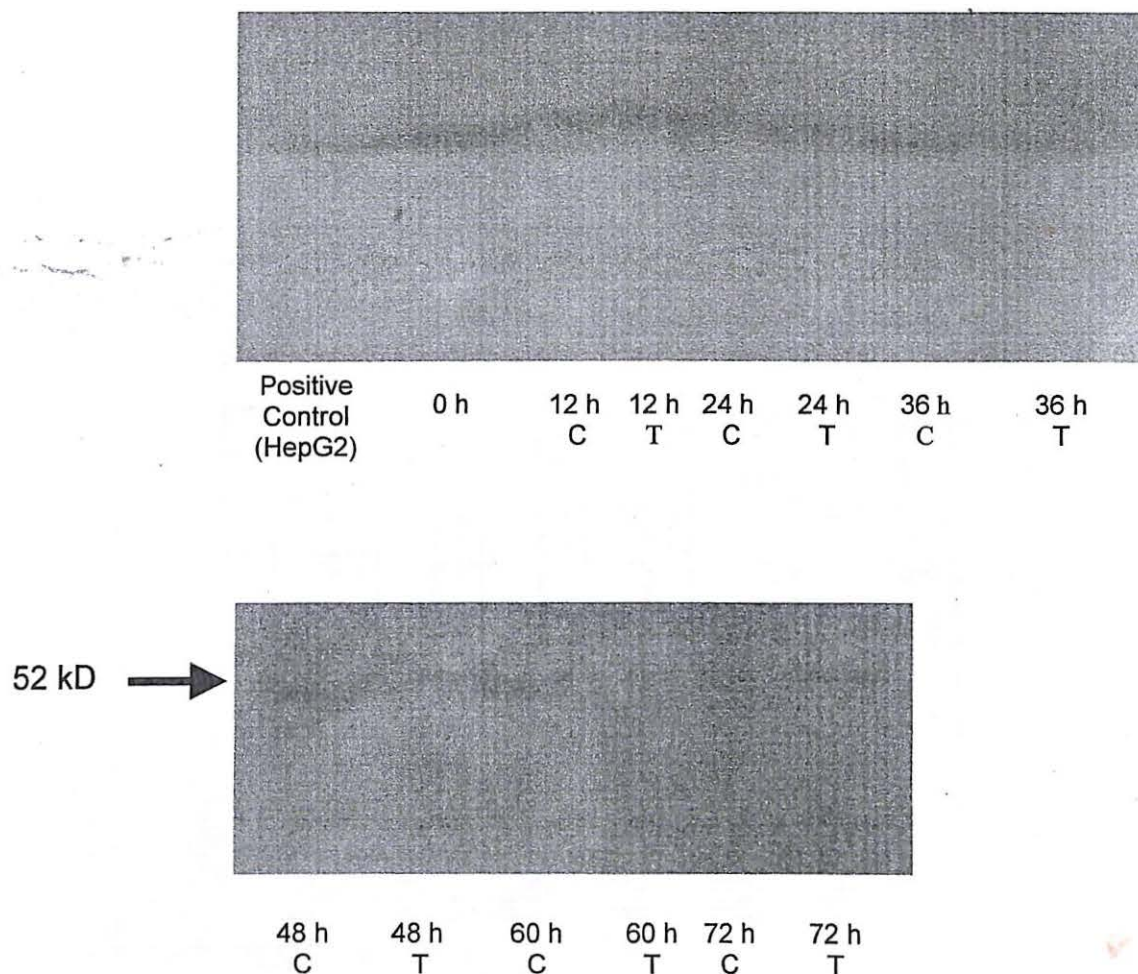 Positive
Control
(HepG2)
0 h
12 h
C
12 h
T
24 h
C
24 h
T
36 h
C
36 h
T
52 kD
48 h
C
48 h
T
60 h
C
60 h
T
72 h
C
72 h
T